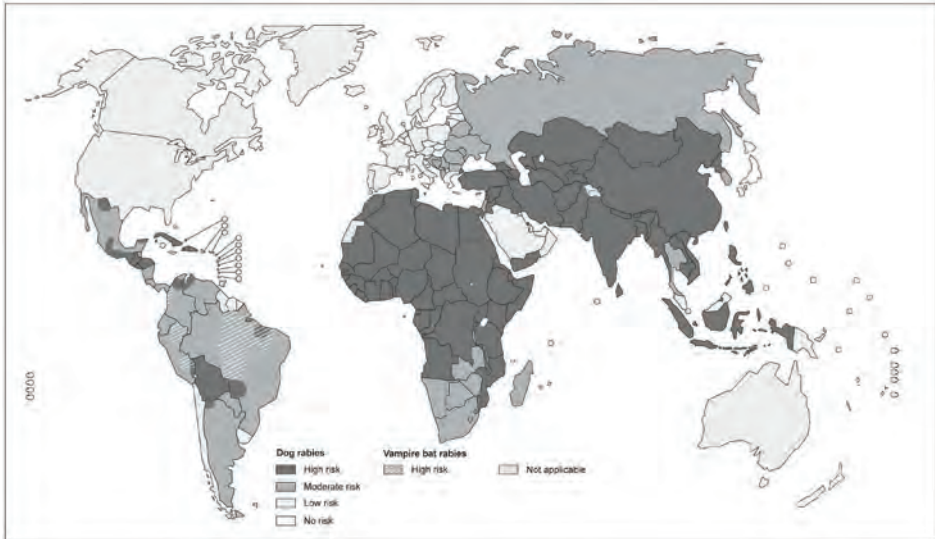 Dog rabies
High risk
Moderate risk
Low risk
No risk
Vampire bat rabies
High risk
Not applicable